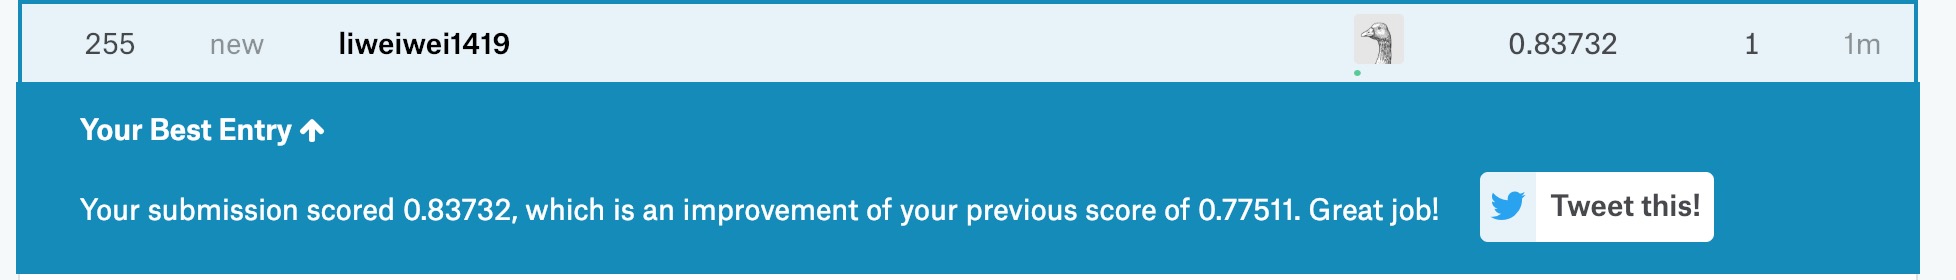 255 new liweiwei1419 0.83732 1 1m
Your Best Entry
Your submission scored 0.83732, which is an improvement of your previous score of 0.77511. Great job! Tweet this!